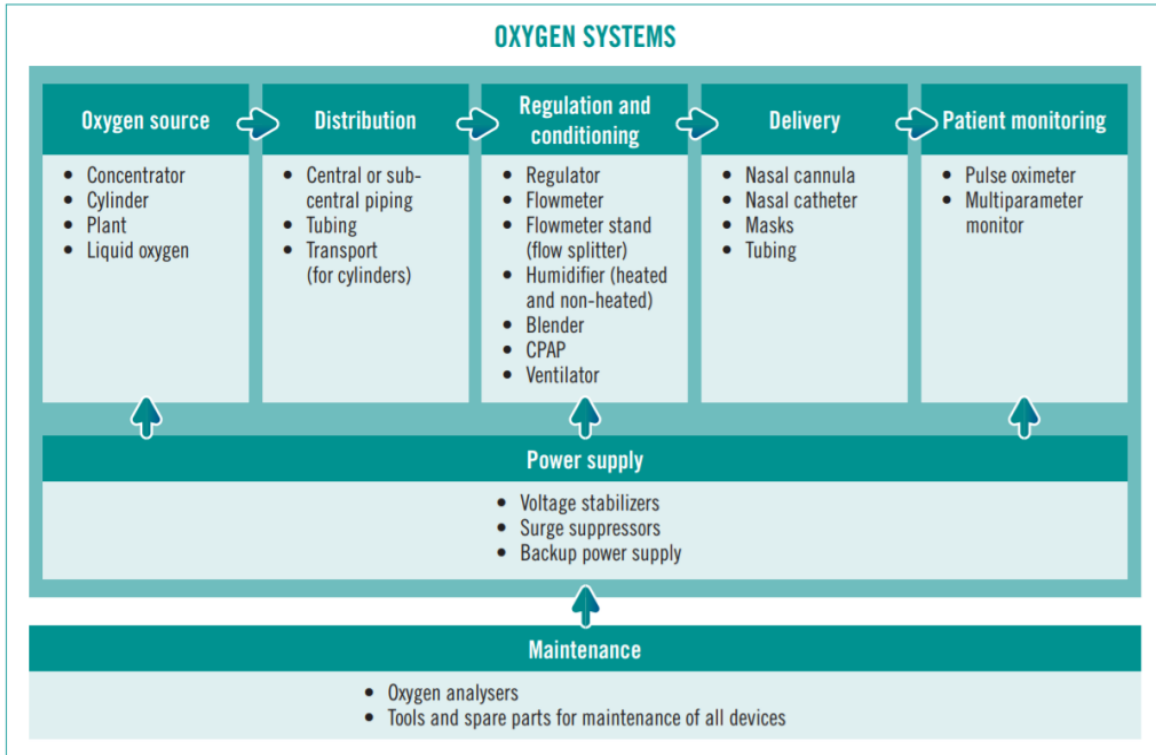 OXYGEN SYSTEMS
Oxygen source
• Concentrator
• Cylinder
• Plant
• Liquid oxygen
Distribution
• Central or sub-
central piping
• Tubing
• Transport
(for cylinders)
Regulation and
conditioning
• Regulator
• Flowmeter
• Flowmeter stand
(flow splitter)
• Humidifier (heated
and non-heated)
• Blender
• CPAP
• Ventilator
Delivery
• Nasal cannula
• Nasal catheter
• Masks
• Tubing
Patient monitoring
• Pulse oximeter
• Multiparameter
monitor
Power supply
• Voltage stabilizers
• Surge suppressors
• Backup power supply
Maintenance
• Oxygen analysers
• Tools and spare parts for maintenance of all devices